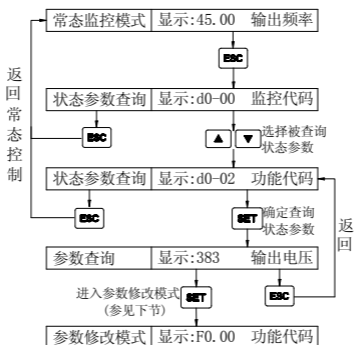 常态监控模式 显示:45.00 输出频率
ESC
返回常态控制
状态参数查询 显示:d0-00 监控代码
ESC
▲ ▼ 选择被查询
状态参数
状态参数查询 显示:d0-02 功能代码
ESC
SET 确定查询
状态参数
返回
参数查询 显示:383 输出电压
进入参数修改模式
(参见下节)
SET
ESC
参数修改模式 显示:F0.00 功能代码